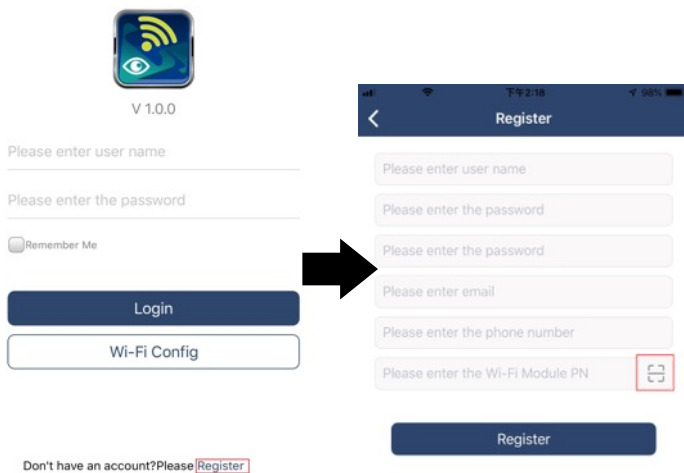 V 1.0.0
Please enter user name
Please enter the password
Remember Me
Login
Wi-Fi Config
Don't have an account?Please Register
下午2:18
98%
Register
Please enter user name
Please enter the password
Please enter the password
Please enter email
Please enter the phone number
Please enter the Wi-Fi Module PN
Register